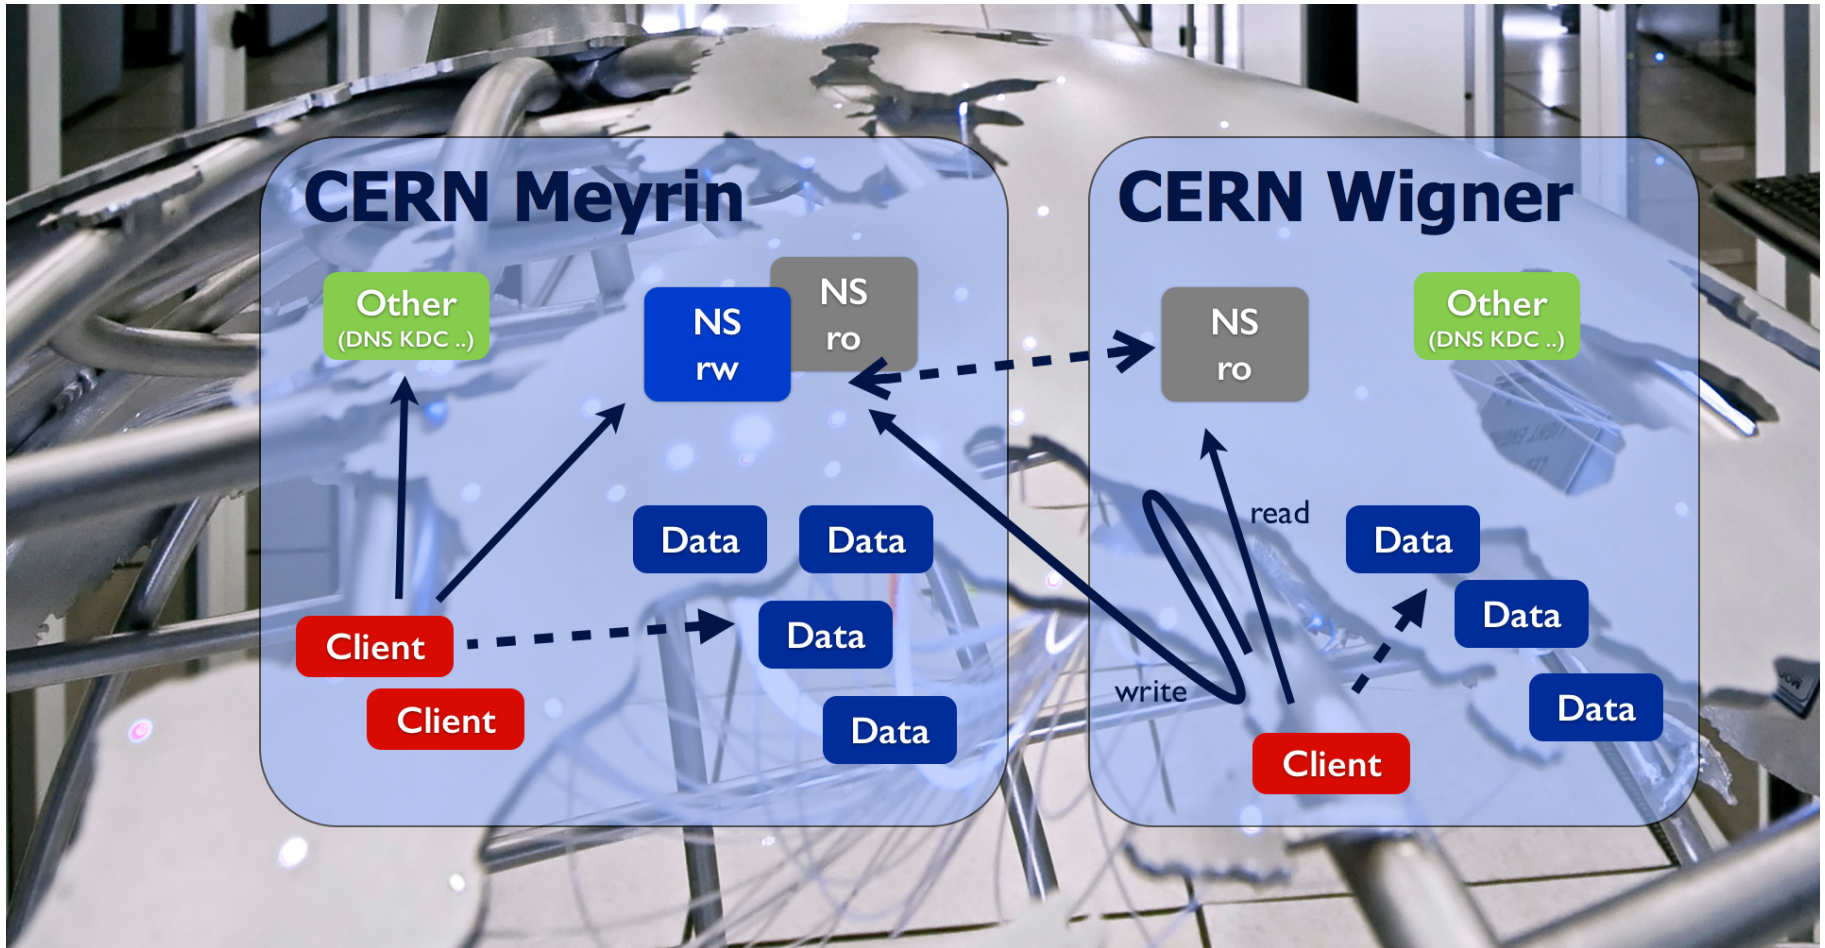 CERN Meyrin
Other
(DNS KDC ..)
NS
rw
NS
ro
Data
Data
Data
Data
Client
Client
CERN Wigner
NS
ro
Other
(DNS KDC ..)
read
write
Data
Data
Data
Client